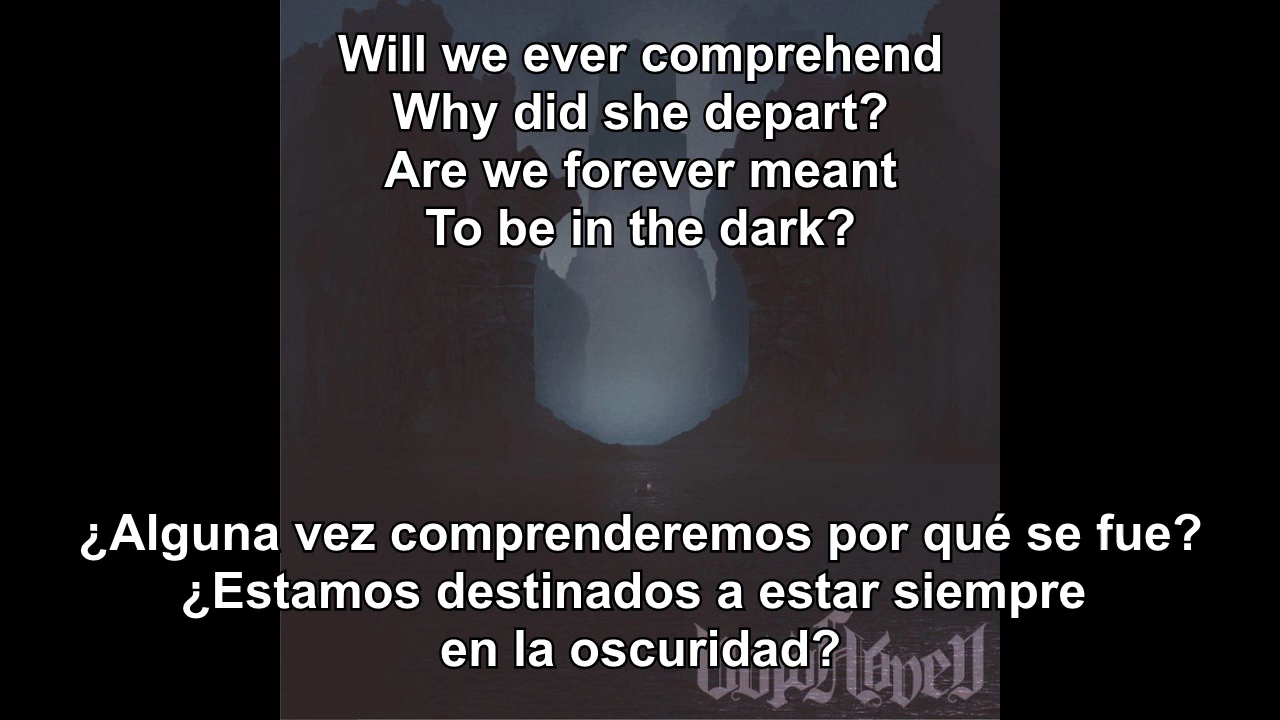 Will we ever comprehend
Why did she depart?
Are we forever meant
To be in the dark?
¿Alguna vez comprenderemos por qué se fue?
¿Estamos destinados a estar siempre
en la oscuridad?